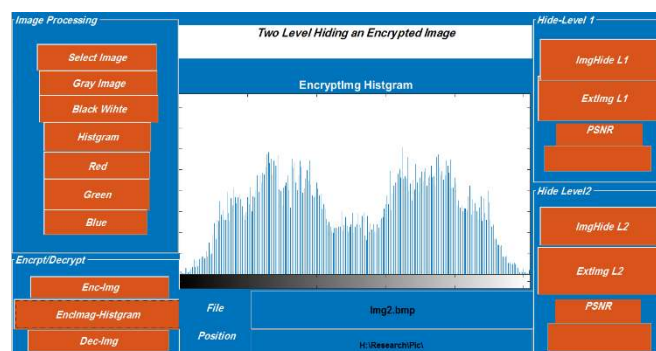 Image Processing
Select Image
Gray Image
Black Wihte
Histgram
Red
Green
Blue
Encrpt/Decrypt
Enc-Img
EncImag-Histgram
Dec-Img
Two Level Hiding an Encrypted Image
EncryptImg Histgram
File
Img2.bmp
Position
H:\Research\Pic\
Hide-Level 1
ImgHide L1
ExtImg L1
PSNR
Hide Level2
ImgHide L2
ExtImg L2
PSNR